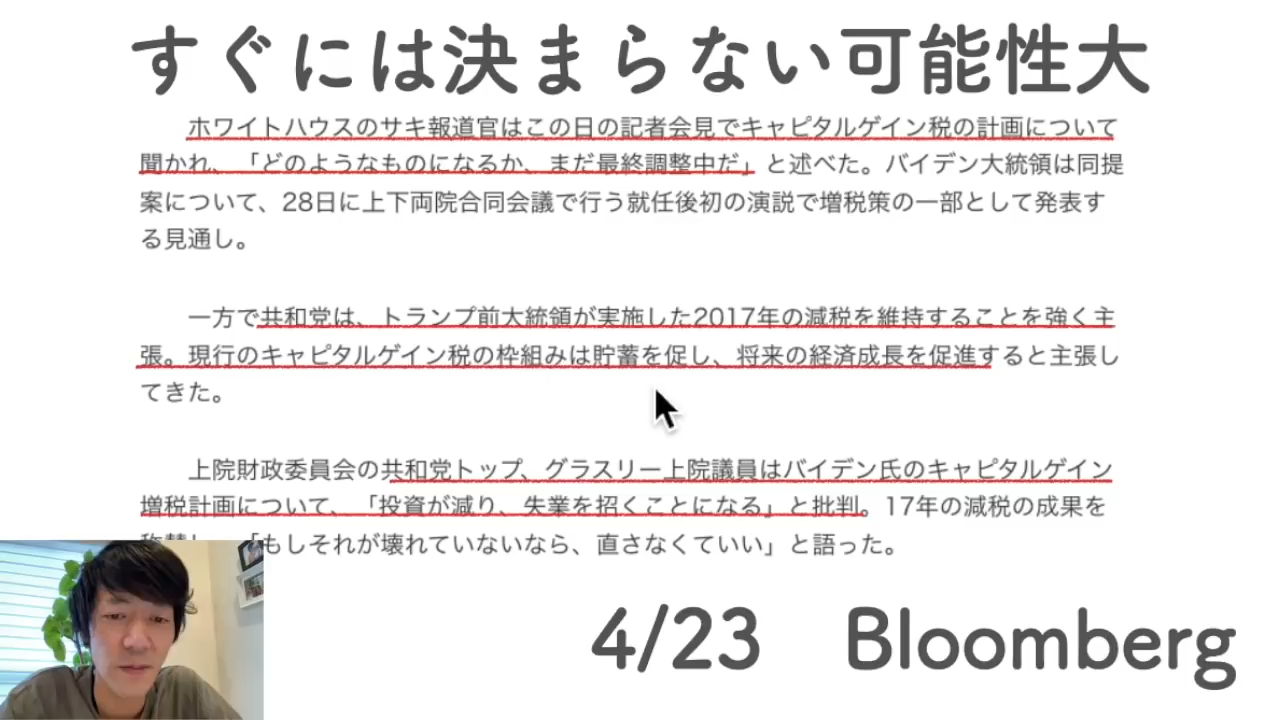 すぐには決まらない可能性大
ホワイトハウスのサキ報道官はこの日の記者会見でキャピタルゲイン税の計画について
聞かれ、「どのようなものになるか、まだ最終調整中だ」と述べた。バイデン大統領は同提
案について、28日に上下両院合同会議で行う就任後初の演説で増税策の一部として発表す
る見通し。
一方で共和党は、トランプ前大統領が実施した2017年の減税を維持することを強く主
張。現行のキャピタルゲイン税の枠組みは貯蓄を促し、将来の経済成長を促進すると主張し
てきた。
上院財政委員会の共和党トップ、グラスリー上院議員はバイデン氏のキャピタルゲイン
増税計画について、「投資が減り、失業を招くことになる」と批判。17年の減税の成果を
「もしそれが壊れていないなら、直さなくていい」と語った。
4/23 Bloomberg